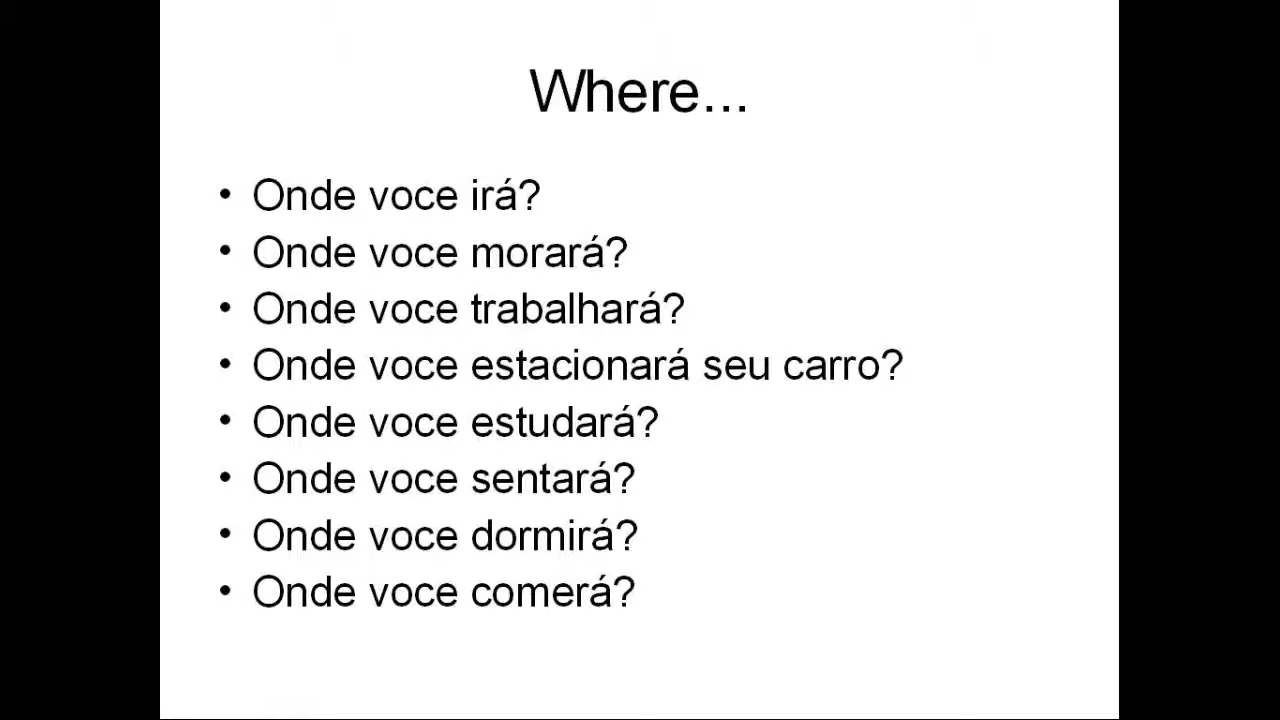 Where...
• Onde voce irá?
• Onde voce morará?
• Onde voce trabalhará?
• Onde voce estacionará seu carro?
• Onde voce estudará?
• Onde voce sentará?
• Onde voce dormirá?
• Onde voce comerá?